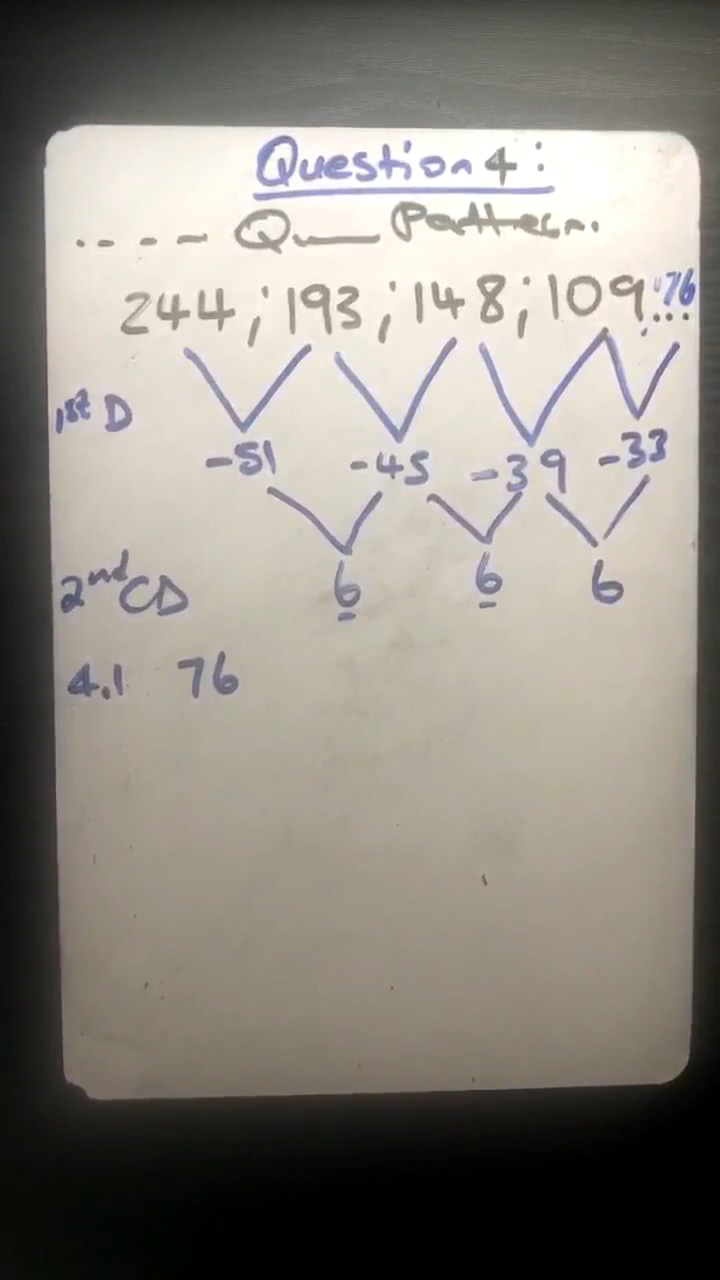 Question 4:
.--- Q__ Pattern.
244; 193; 148; 109; 76...
1st D
-51 -45 -39 -33
2nd CD
6 6 6
4.1 76